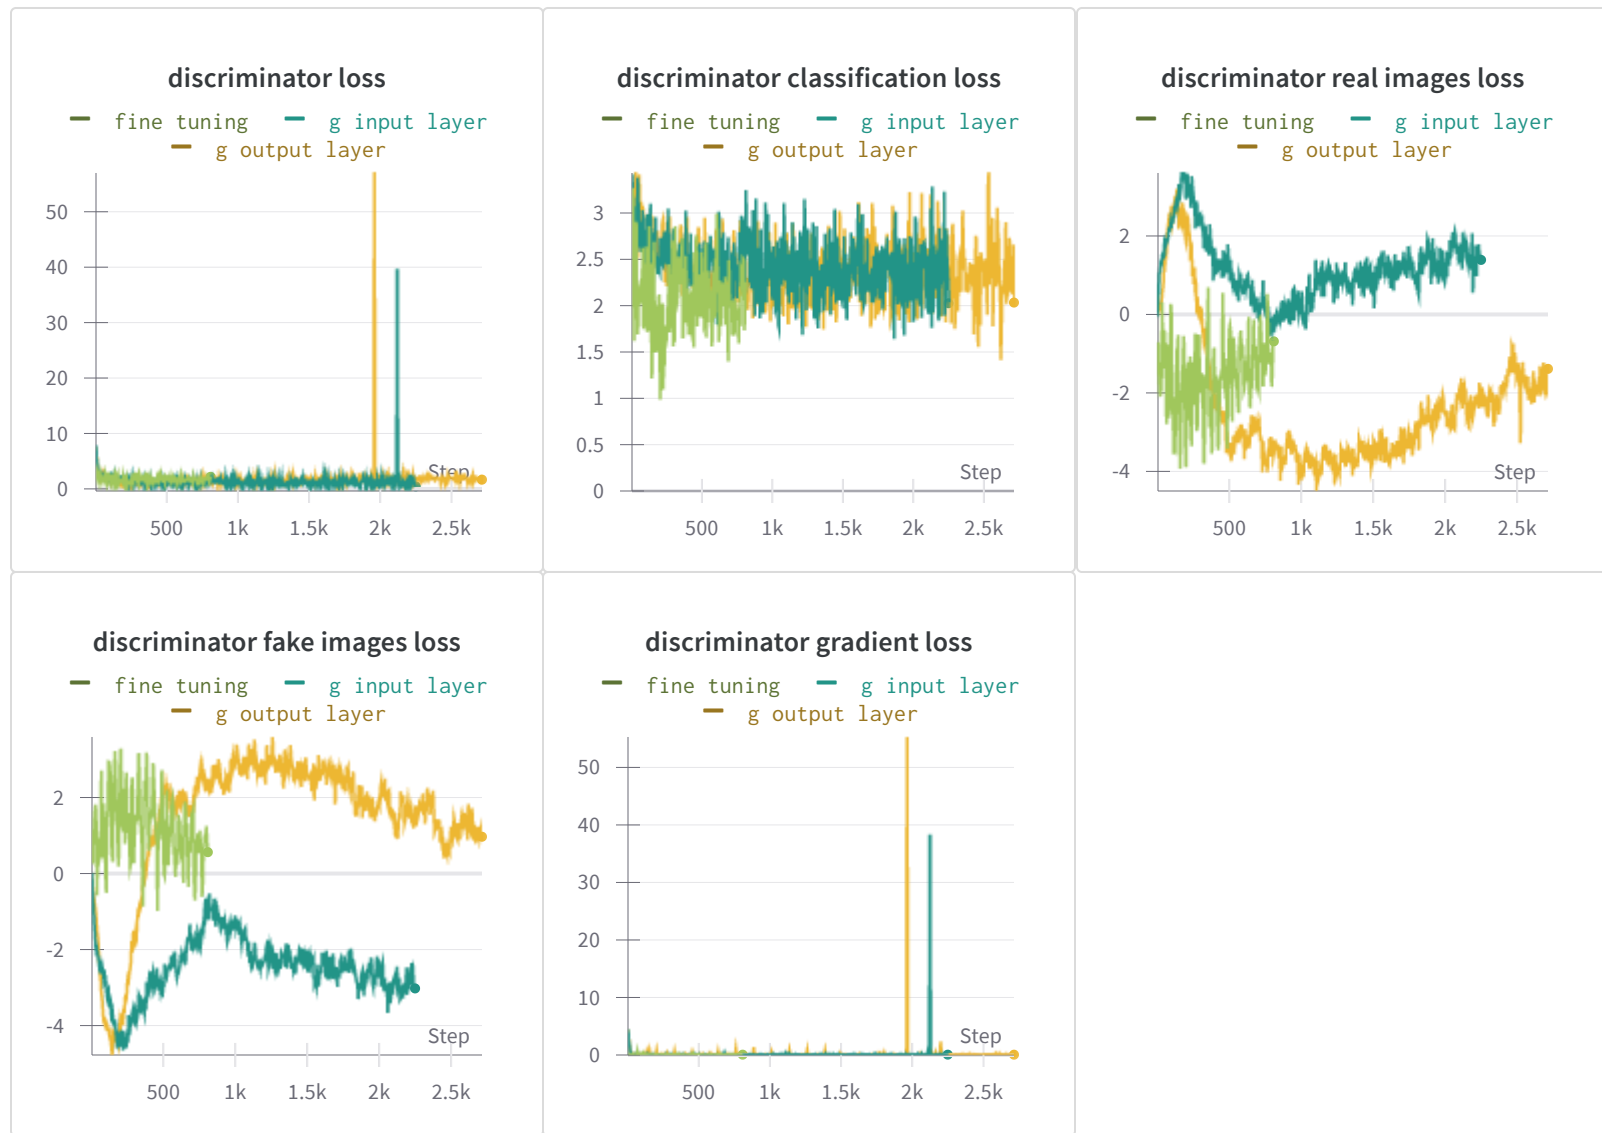 discriminator loss
fine tuning g input layer
g output layer
50
40
30
20
10
0
Step
500 1k 1.5k 2k 2.5k
discriminator classification loss
fine tuning g input layer
g output layer
3
2.5
2
1.5
1
0.5
0
Step
500 1k 1.5k 2k 2.5k
discriminator real images loss
fine tuning g input layer
g output layer
2
0
-2
-4
Step
500 1k 1.5k 2k 2.5k
discriminator fake images loss
fine tuning g input layer
g output layer
2
0
-2
-4
Step
500 1k 1.5k 2k 2.5k
discriminator gradient loss
fine tuning g input layer
g output layer
50
40
30
20
10
0
Step
500 1k 1.5k 2k 2.5k